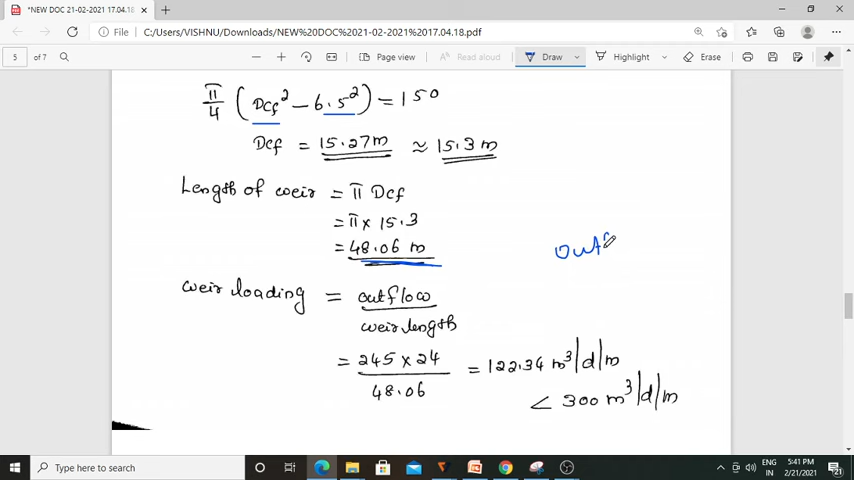 *NEW DOC 21-02-2021 17.04.18.p
File | C:/Users/VISHNU/Downloads/NEW%20DOC%2021-02-2021%2017.04.18.pdf
5 of 7 Page view Read aloud Draw Highlight Erase
π/4 (Dcf² − 6.5²) = 150
Dcf = 15.27m ≈ 15.3 m
Length of weir = π Dcf
= π × 15.3
= 48.06 m
out
weir loading = outflow / weir length
= 245 × 24 / 48.06 = 122.34 m³/d/m
< 300 m³/d/m
Type here to search
ENG
IN
5:41 PM
2/21/2021
21